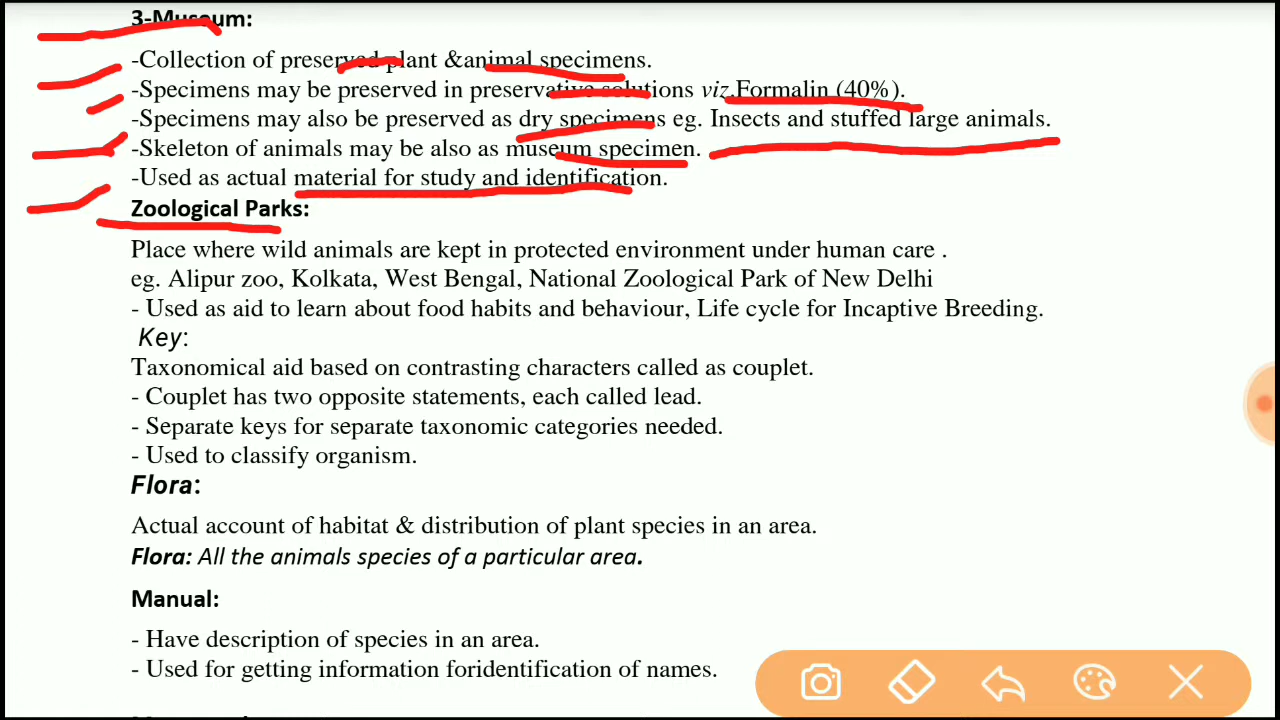 3-Museum:
-Collection of preserved plant &animal specimens.
-Specimens may be preserved in preservative solutions viz.Formalin (40%).
-Specimens may also be preserved as dry specimens eg. Insects and stuffed large animals.
-Skeleton of animals may be also as museum specimen.
-Used as actual material for study and identification.
Zoological Parks:
Place where wild animals are kept in protected environment under human care .
eg. Alipur zoo, Kolkata, West Bengal, National Zoological Park of New Delhi
- Used as aid to learn about food habits and behaviour, Life cycle for Incaptive Breeding.
Key:
Taxonomical aid based on contrasting characters called as couplet.
- Couplet has two opposite statements, each called lead.
- Separate keys for separate taxonomic categories needed.
- Used to classify organism.
Flora:
Actual account of habitat & distribution of plant species in an area.
Flora: All the animals species of a particular area.
Manual:
- Have description of species in an area.
- Used for getting information foridentification of names.